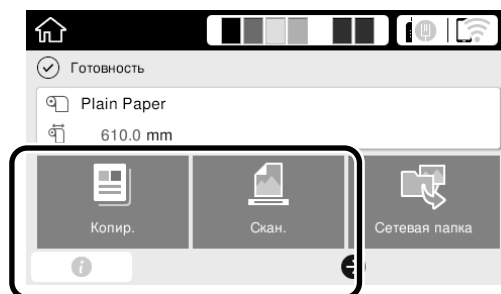 Готовность
Plain Paper
610.0 mm
Копир.
Скан.
Сетевая папка